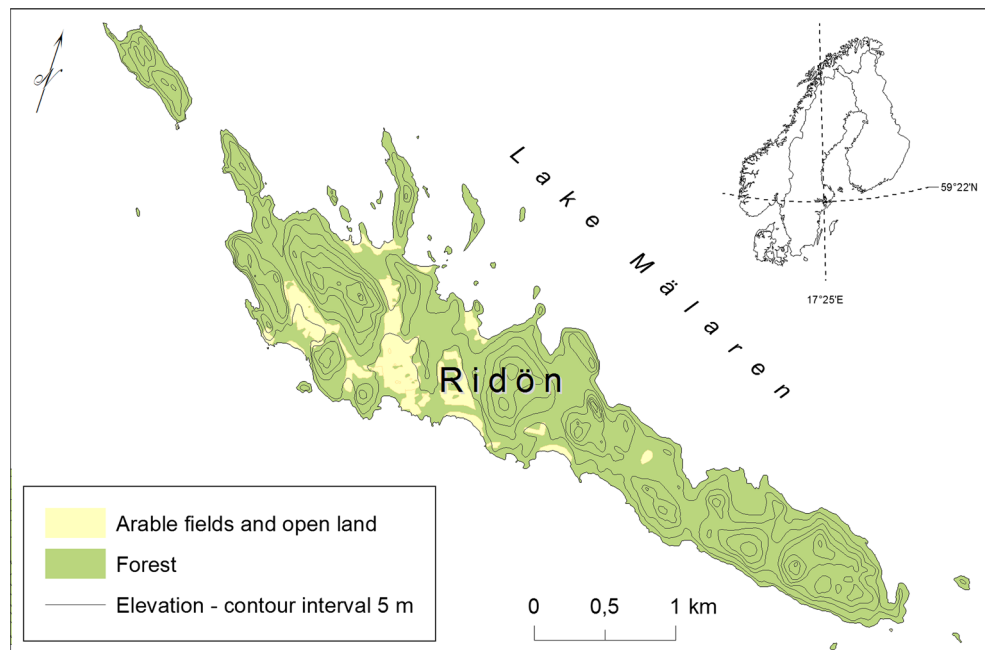 Lake Mälaren
59°22'N
17°25'E
Ridön
Arable fields and open land
Forest
Elevation - contour interval 5 m
0 0,5 1 km